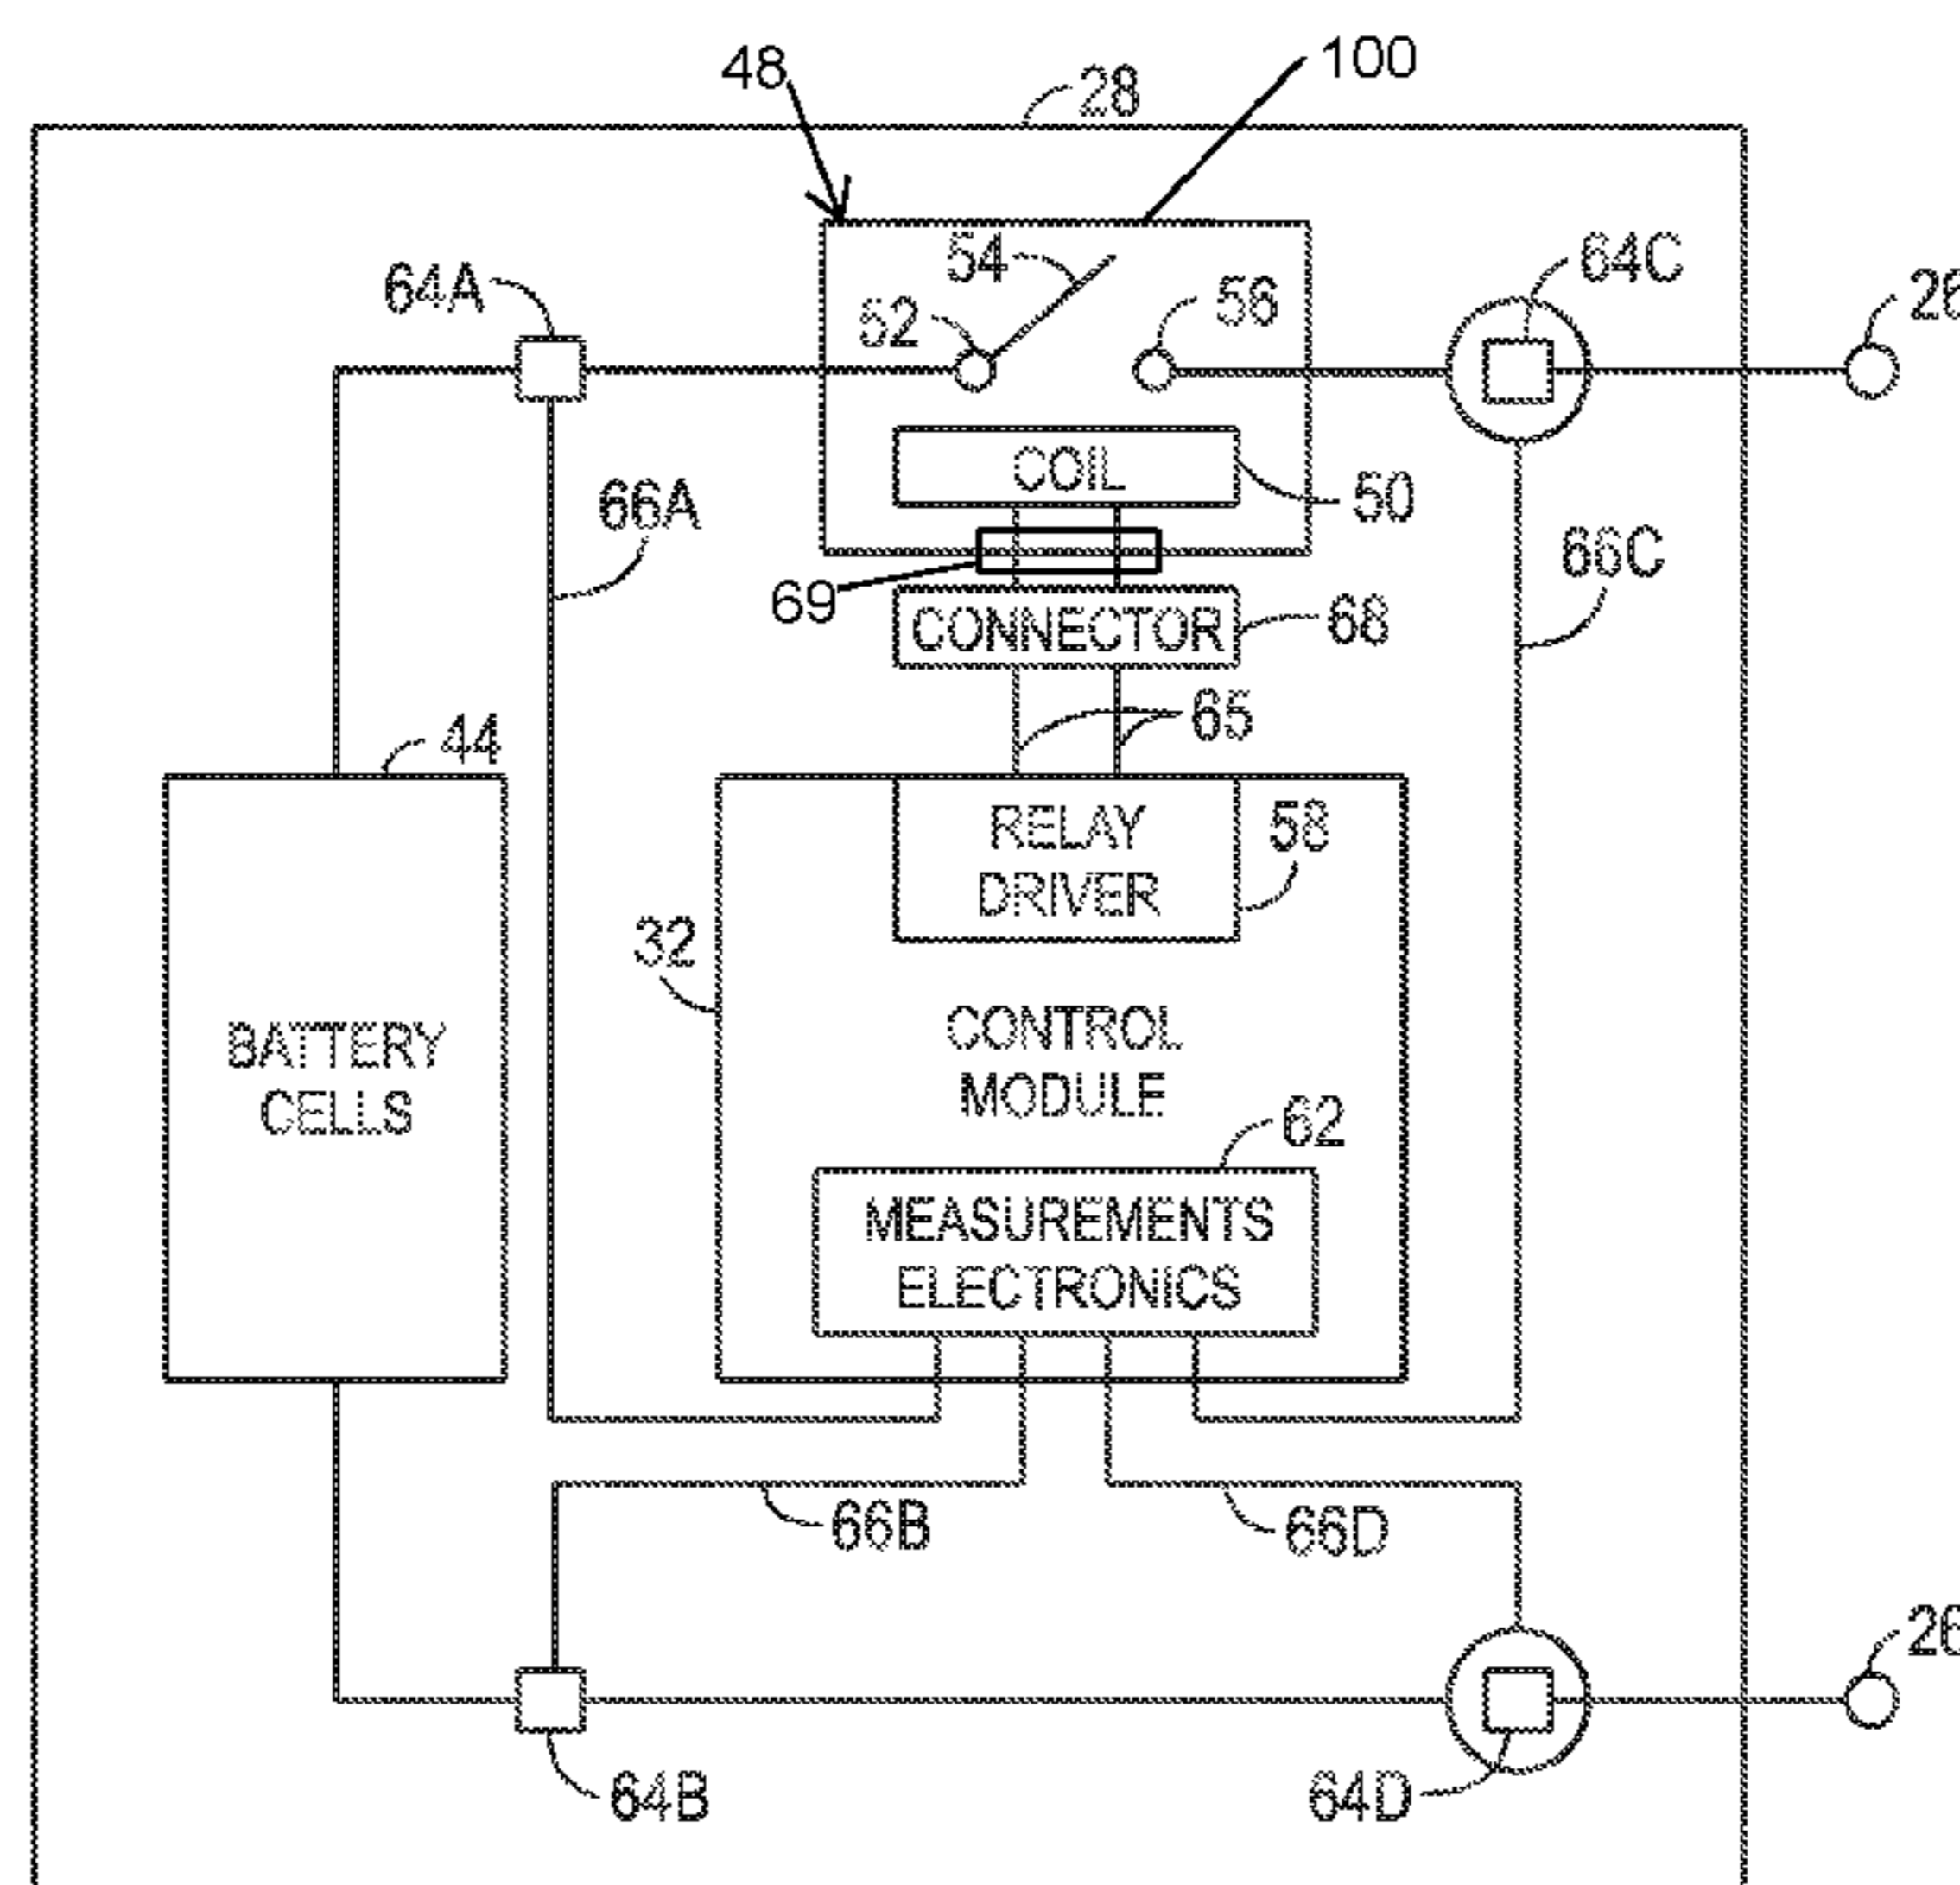 48
100
28
54
64A
52
56
64C
26
COIL
50
66A
66C
69
CONNECTOR
68
65
44
RELAY
DRIVER
58
32
BATTERY
CELLS
CONTROL
MODULE
62
MEASUREMENTS
ELECTRONICS
66B
66D
26
64B
64D